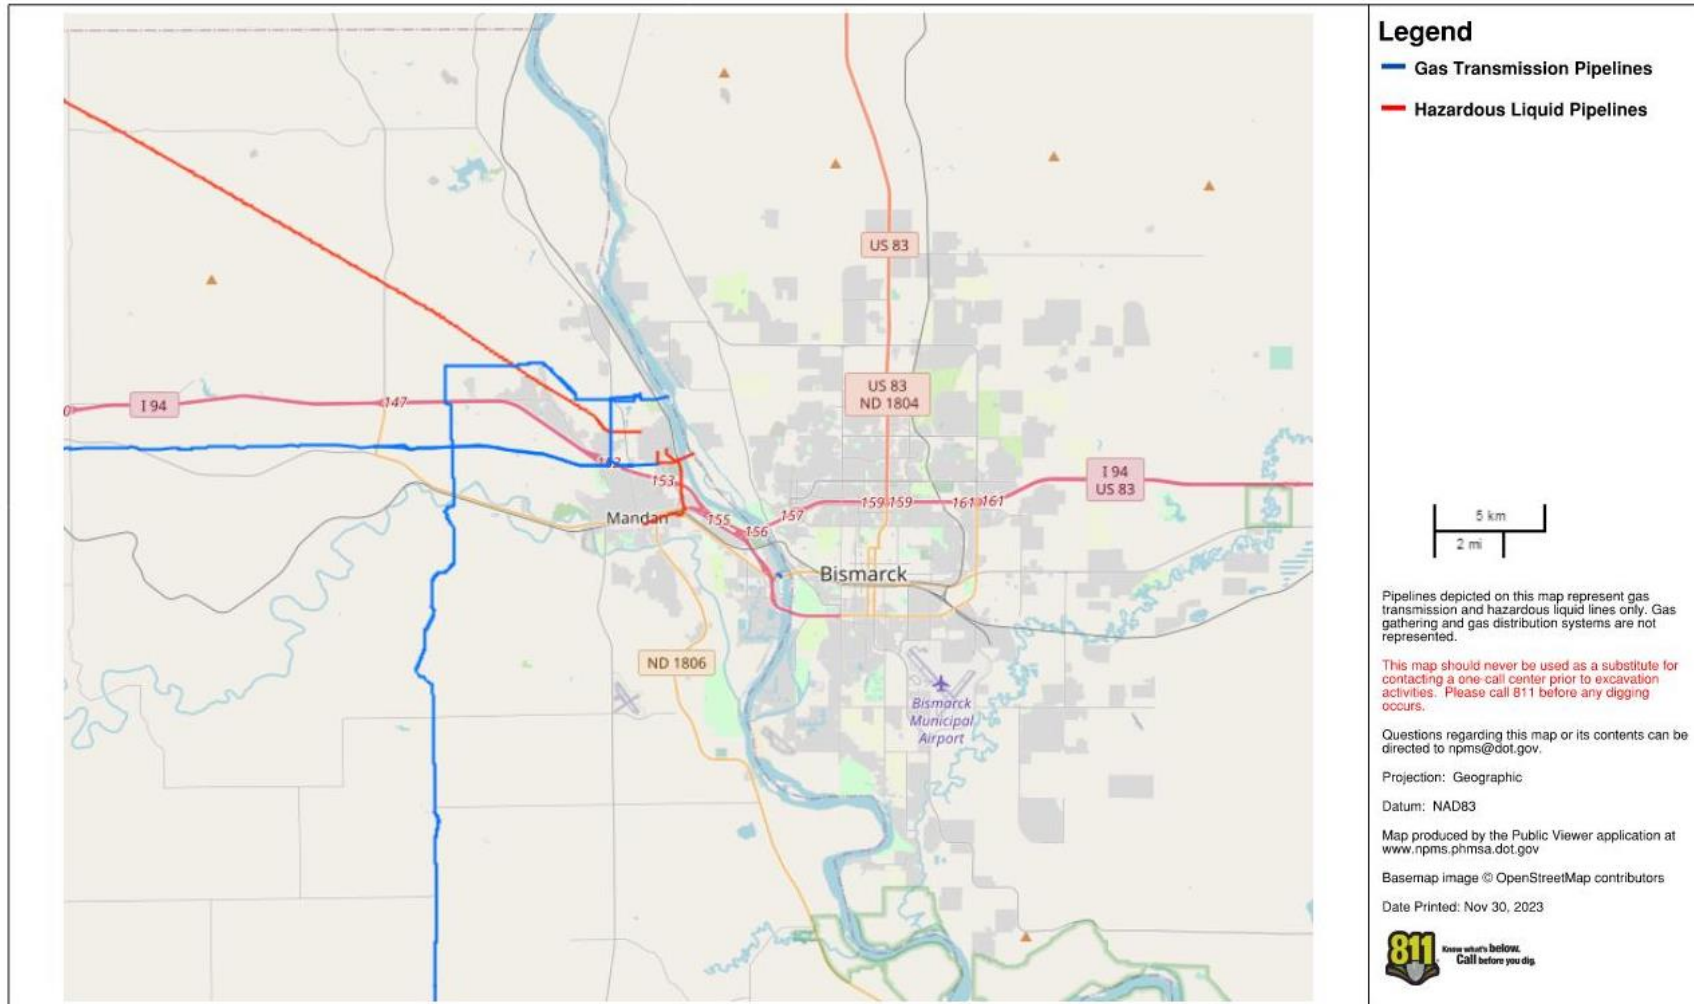 US 83
US 83
ND 1804
I 94
147
153
155
156
157
159
159
161
161
I 94
US 83
Mandan
Bismarck
ND 1806
Bismarck
Municipal
Airport
Legend
Gas Transmission Pipelines
Hazardous Liquid Pipelines
5 km
2 mi
Pipelines depicted on this map represent gas
transmission and hazardous liquid lines only. Gas
gathering and gas distribution systems are not
represented.
This map should never be used as a substitute for
contacting a one-call center prior to excavation
activities. Please call 811 before any digging
occurs.
Questions regarding this map or its contents can be
directed to npms@dot.gov.
Projection: Geographic
Datum: NAD83
Map produced by the Public Viewer application at
www.npms.phmsa.dot.gov
Basemap image © OpenStreetMap contributors
Date Printed: Nov 30, 2023
811 Know what's below.
Call before you dig.